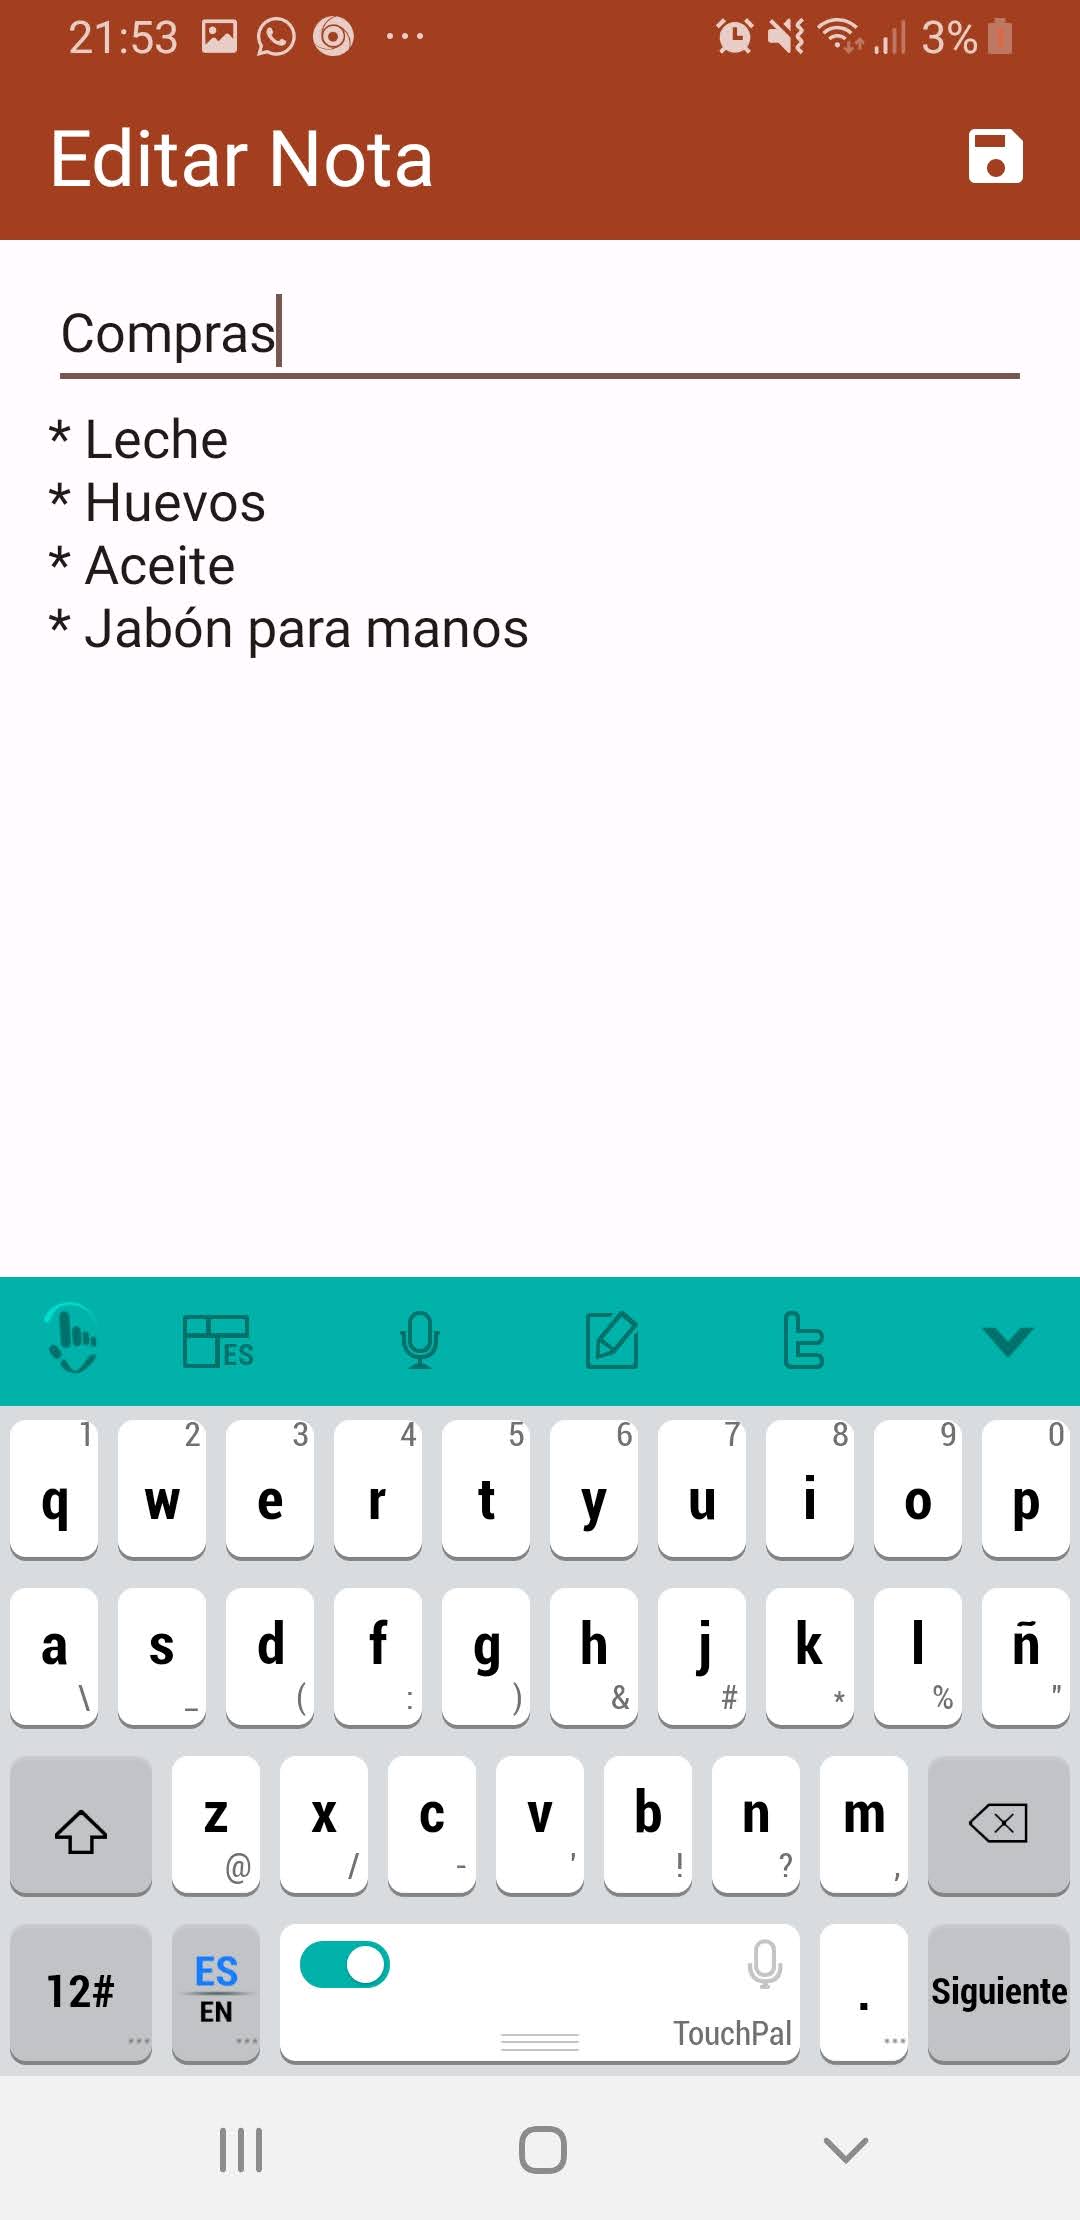 21:53 3%
Editar Nota
Compras
* Leche
* Huevos
* Aceite
* Jabón para manos
ES
1 2 3 4 5 6 7 8 9 0
q w e r t y u i o p
a s d f g h j k l ñ
\ _ ( : ) & # * % "
z x c v b n m
@ / - ' ! ? ,
12# ES EN TouchPal . Siguiente